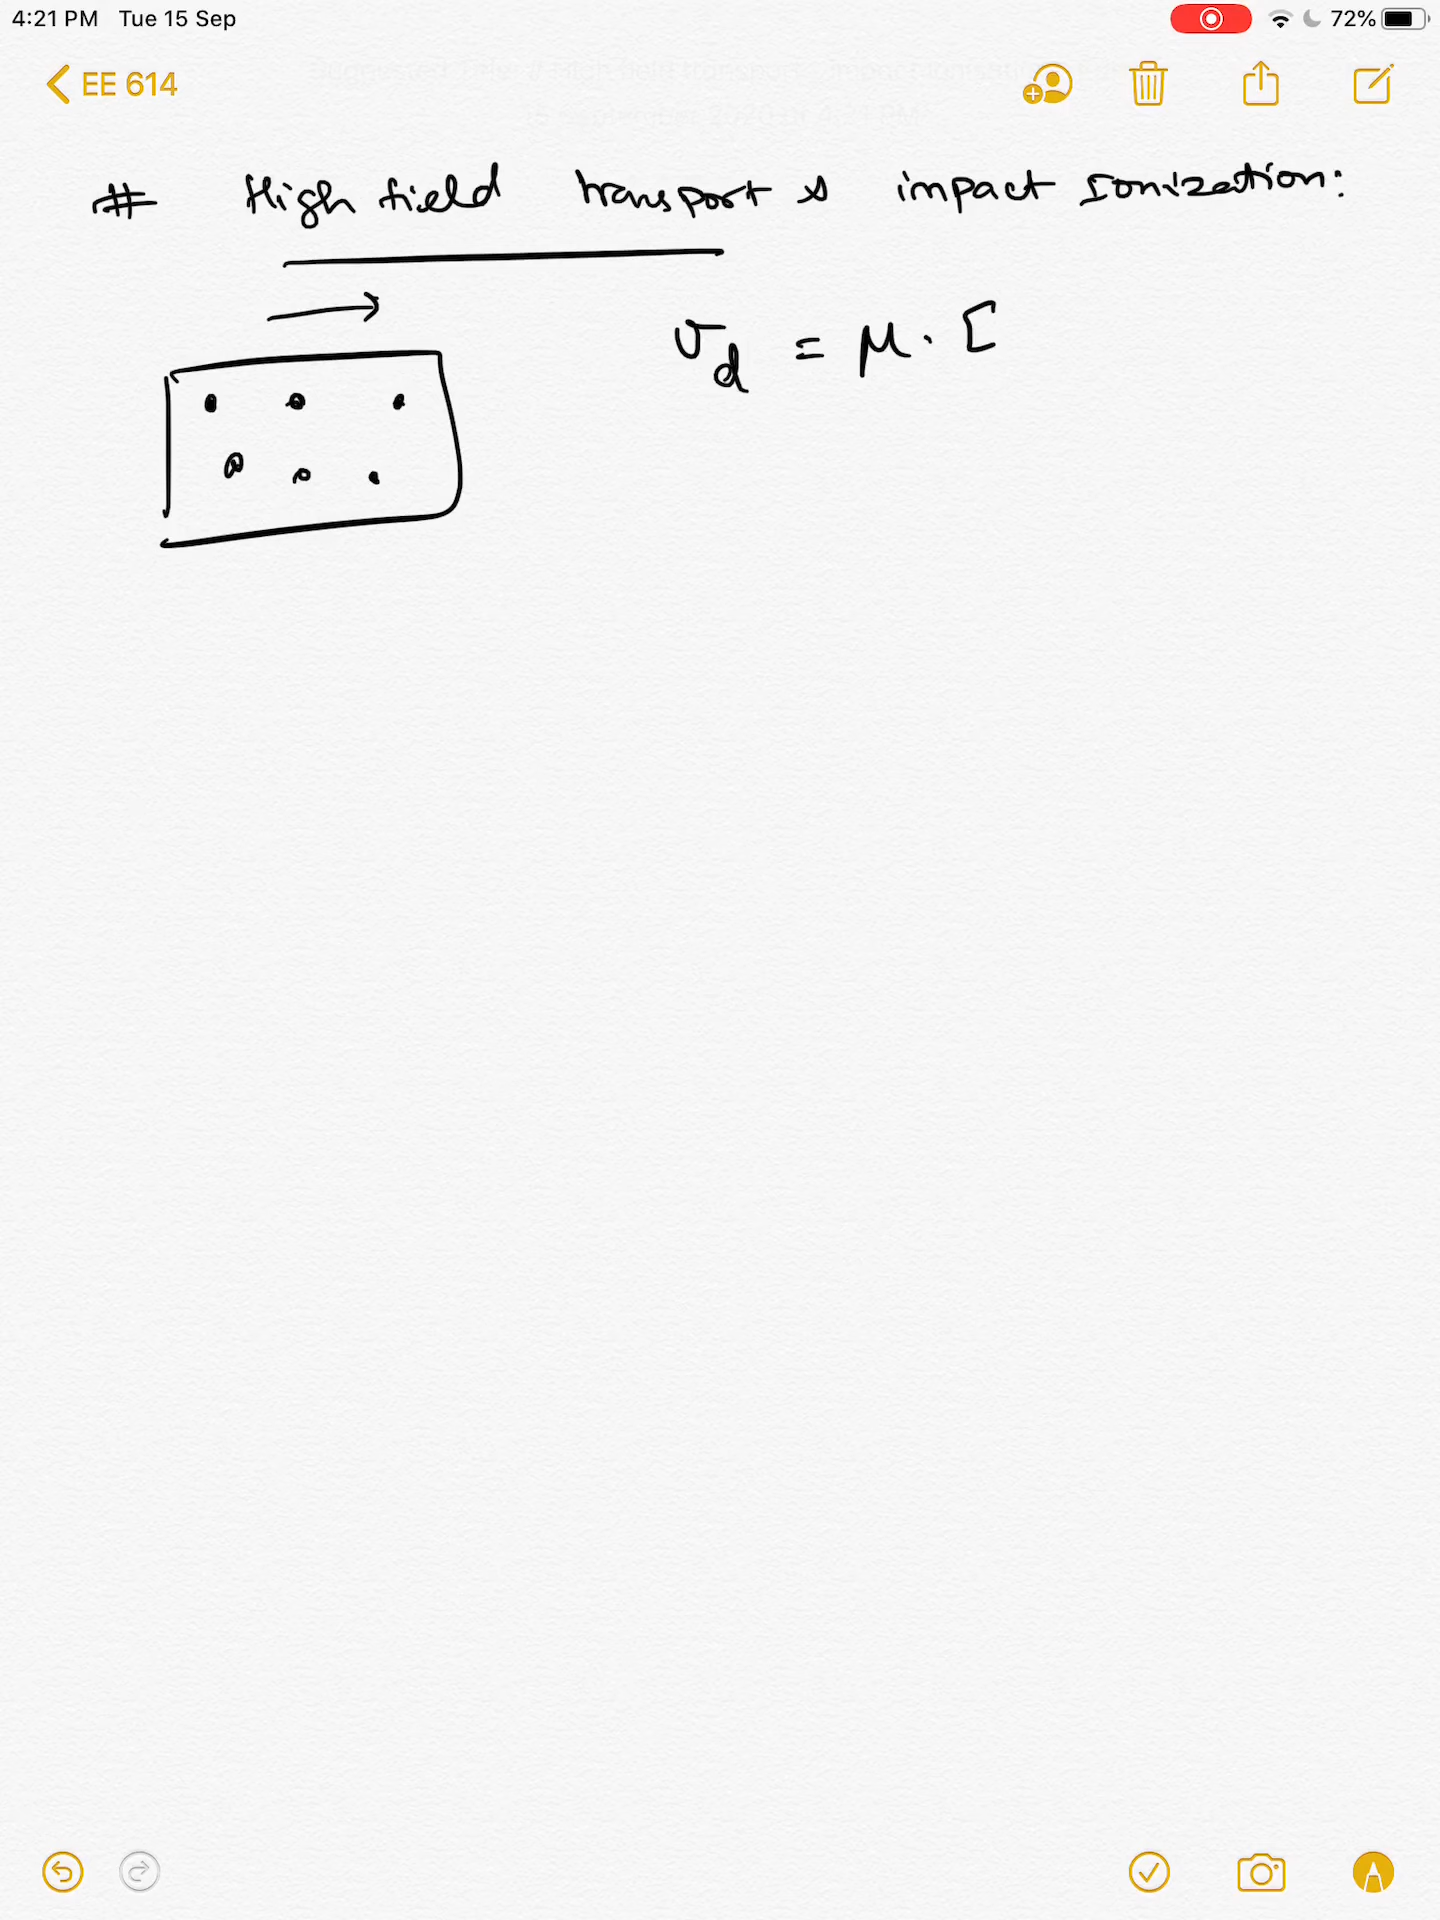 4:21 PM Tue 15 Sep 72%
EE 614
# High field transport & impact Ionization:
v_d = μ. [